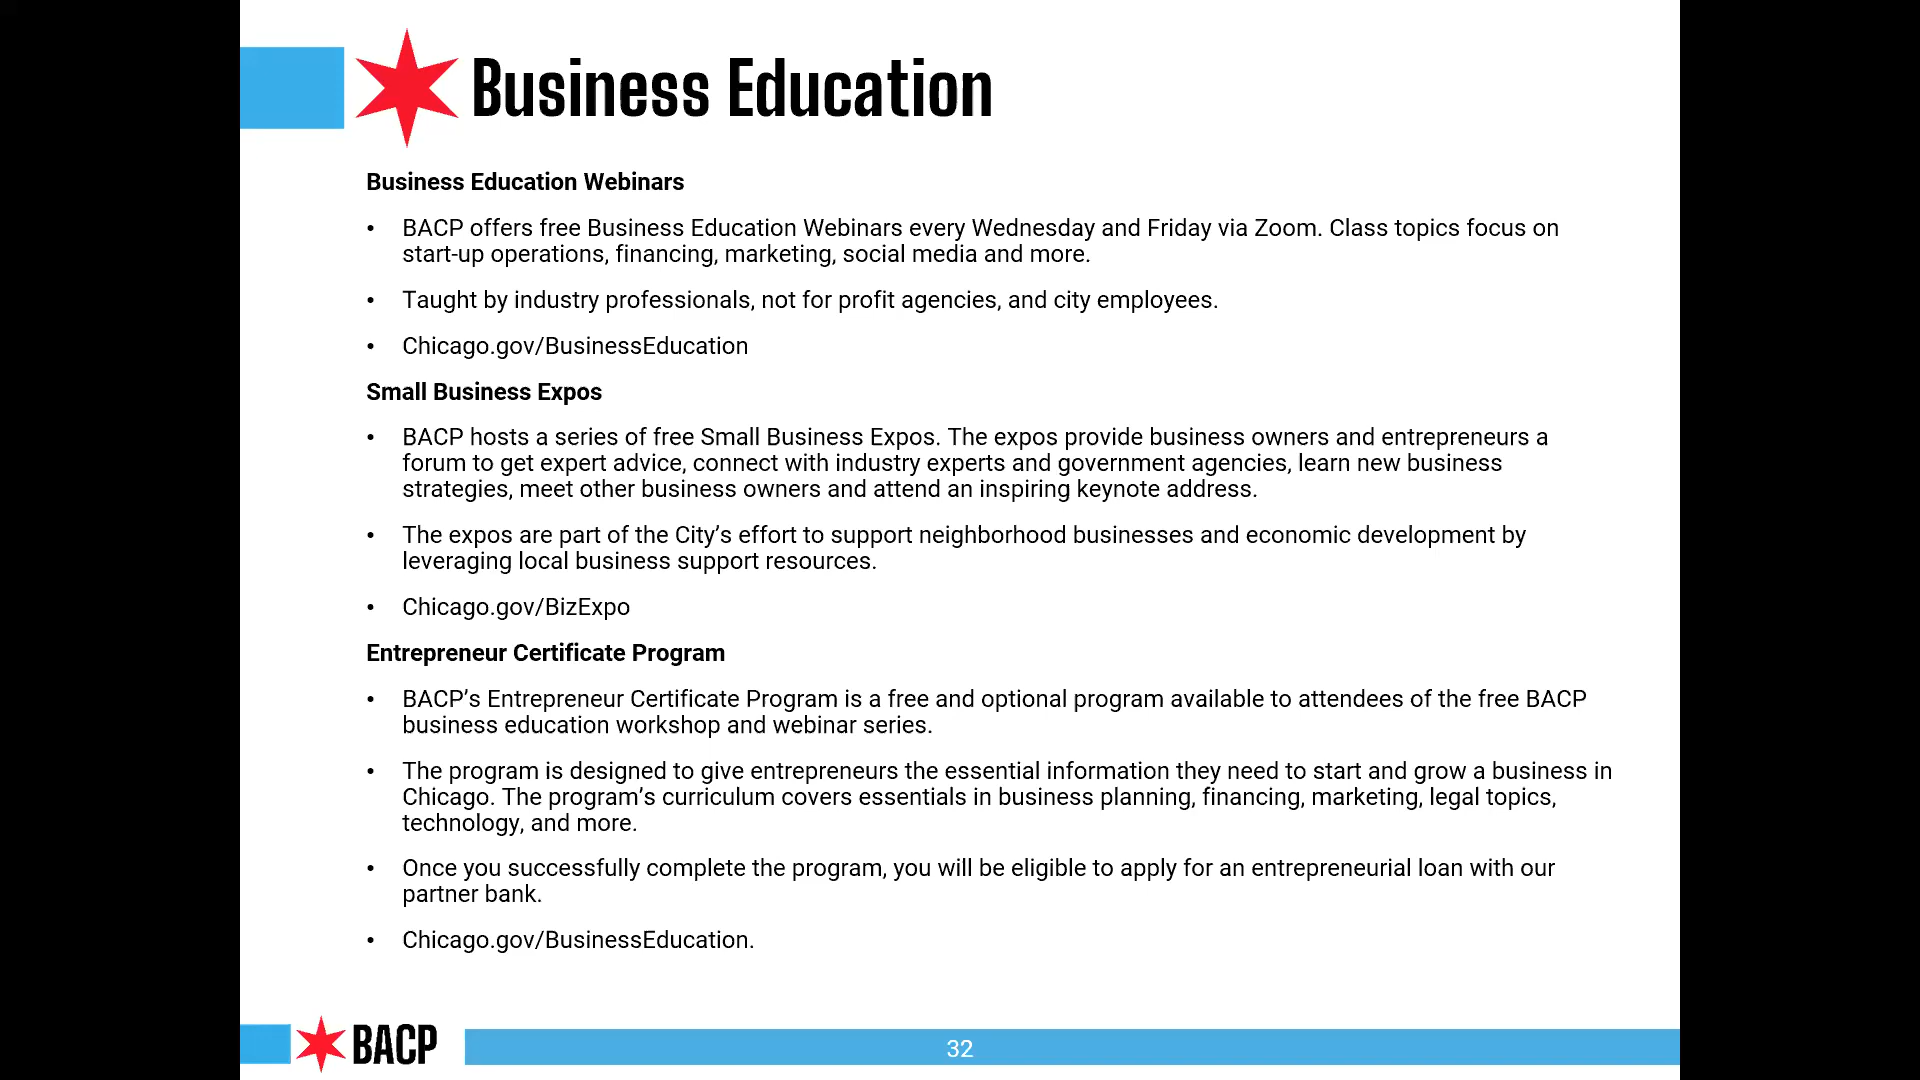 Business Education
Business Education Webinars
• BACP offers free Business Education Webinars every Wednesday and Friday via Zoom. Class topics focus on
start-up operations, financing, marketing, social media and more.
• Taught by industry professionals, not for profit agencies, and city employees.
• Chicago.gov/BusinessEducation
Small Business Expos
• BACP hosts a series of free Small Business Expos. The expos provide business owners and entrepreneurs a
forum to get expert advice, connect with industry experts and government agencies, learn new business
strategies, meet other business owners and attend an inspiring keynote address.
• The expos are part of the City’s effort to support neighborhood businesses and economic development by
leveraging local business support resources.
• Chicago.gov/BizExpo
Entrepreneur Certificate Program
• BACP’s Entrepreneur Certificate Program is a free and optional program available to attendees of the free BACP
business education workshop and webinar series.
• The program is designed to give entrepreneurs the essential information they need to start and grow a business in
Chicago. The program’s curriculum covers essentials in business planning, financing, marketing, legal topics,
technology, and more.
• Once you successfully complete the program, you will be eligible to apply for an entrepreneurial loan with our
partner bank.
• Chicago.gov/BusinessEducation.
BACP
32